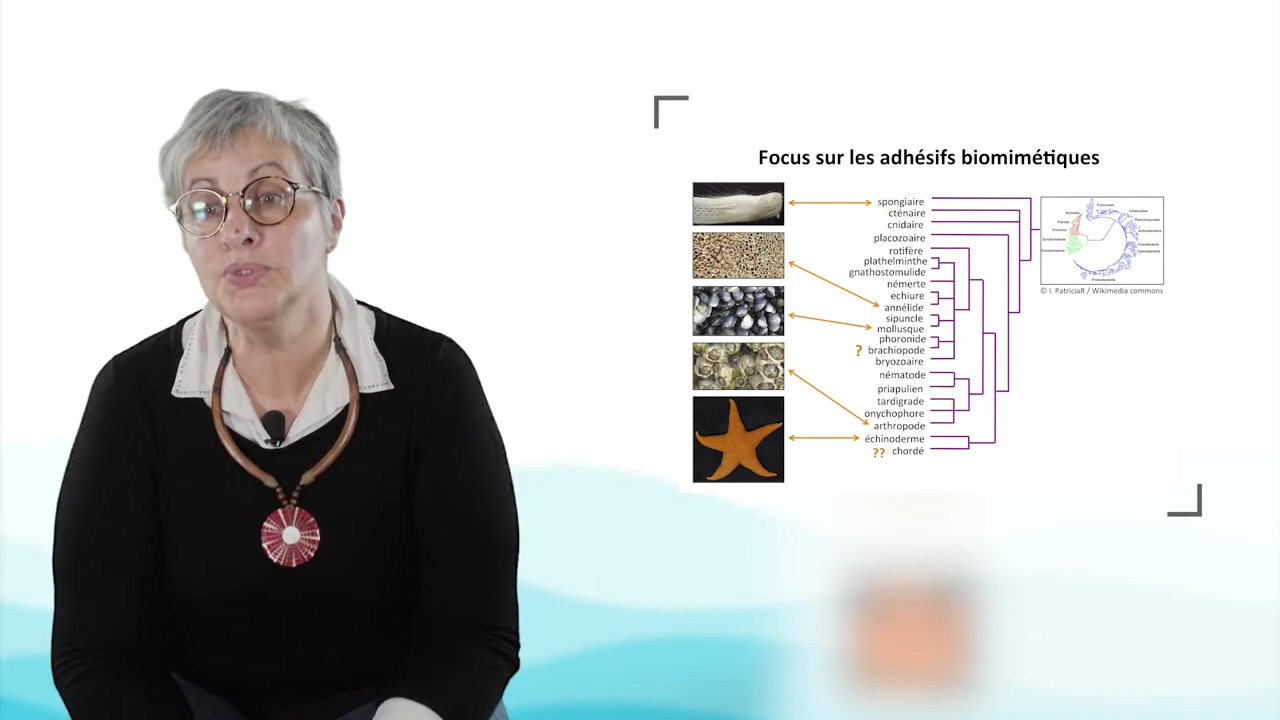 Focus sur les adhésifs biomimétiques
spongiaire
cténaire
cnidaire
placozoaire
rotifère
plathelminthe
gnathostomulide
némerte
echiure
annélide
sipuncle
mollusque
phoronide
? brachiopode
bryozoaire
nématode
priapulien
tardigrade
onychophore
arthropode
échinoderme
?? chordé
© I. PatriciaR / Wikimedia commons